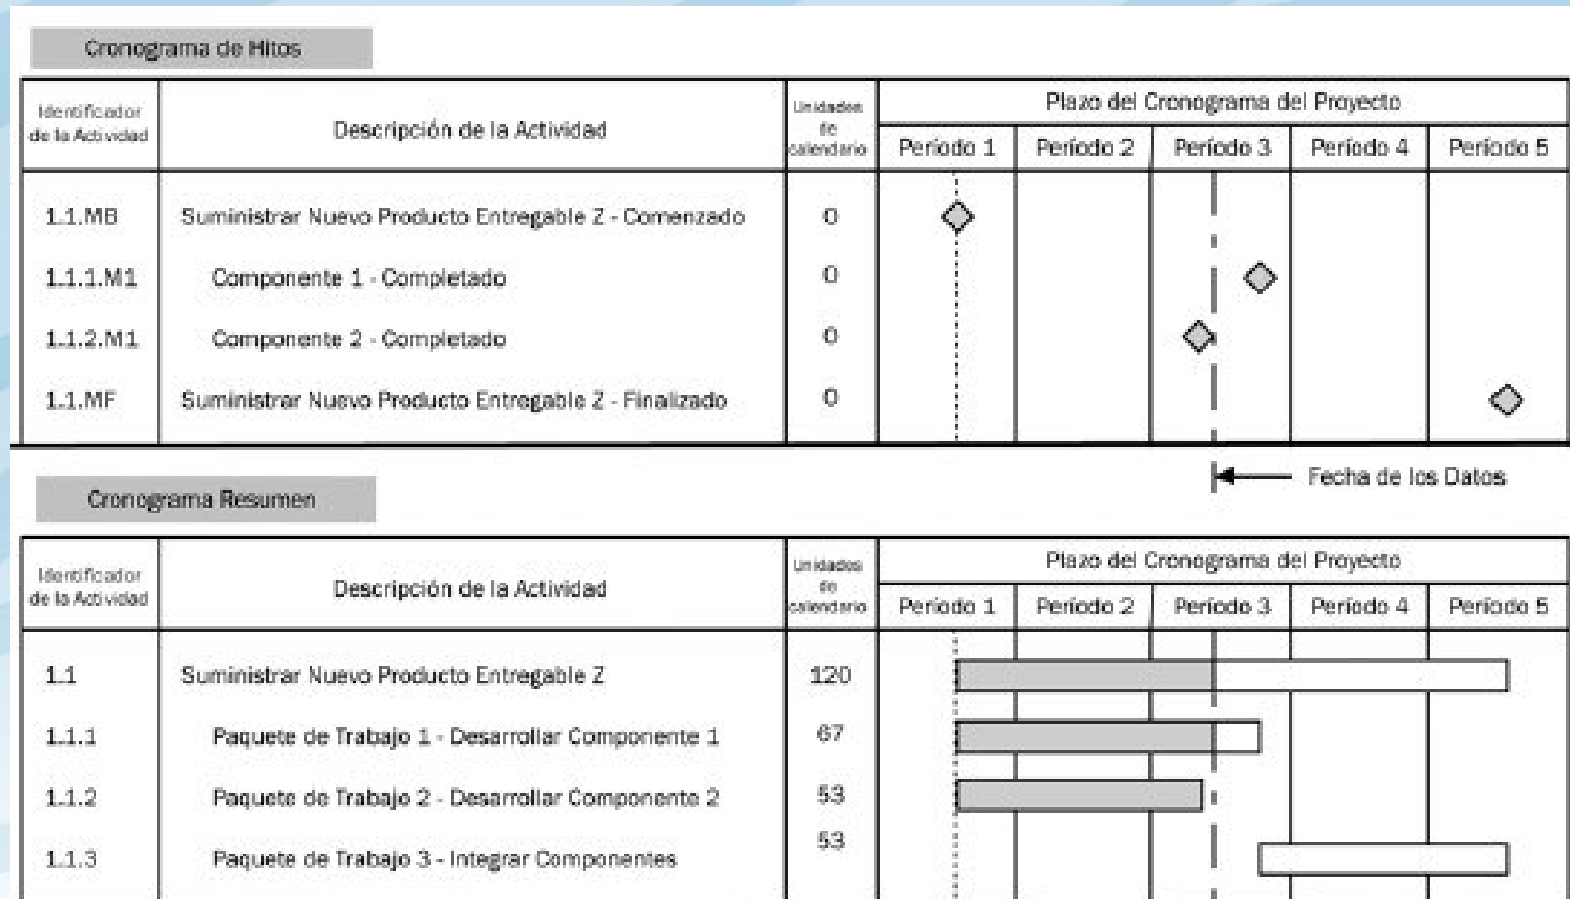 Cronograma de Hitos
Identificador de la Actividad Descripción de la Actividad Unidades de calendario Plazo del Cronograma del Proyecto
Período 1 Período 2 Período 3 Período 4 Período 5
1.1.MB Suministrar Nuevo Producto Entregable Z - Comenzado 0
1.1.1.M1 Componente 1 - Completado 0
1.1.2.M1 Componente 2 - Completado 0
1.1.MF Suministrar Nuevo Producto Entregable Z - Finalizado 0
Fecha de los Datos
Cronograma Resumen
Identificador de la Actividad Descripción de la Actividad Unidades de calendario Plazo del Cronograma del Proyecto
Período 1 Período 2 Período 3 Período 4 Período 5
1.1 Suministrar Nuevo Producto Entregable Z 120
1.1.1 Paquete de Trabajo 1 - Desarrollar Componente 1 67
1.1.2 Paquete de Trabajo 2 - Desarrollar Componente 2 53
1.1.3 Paquete de Trabajo 3 - Integrar Componentes 53